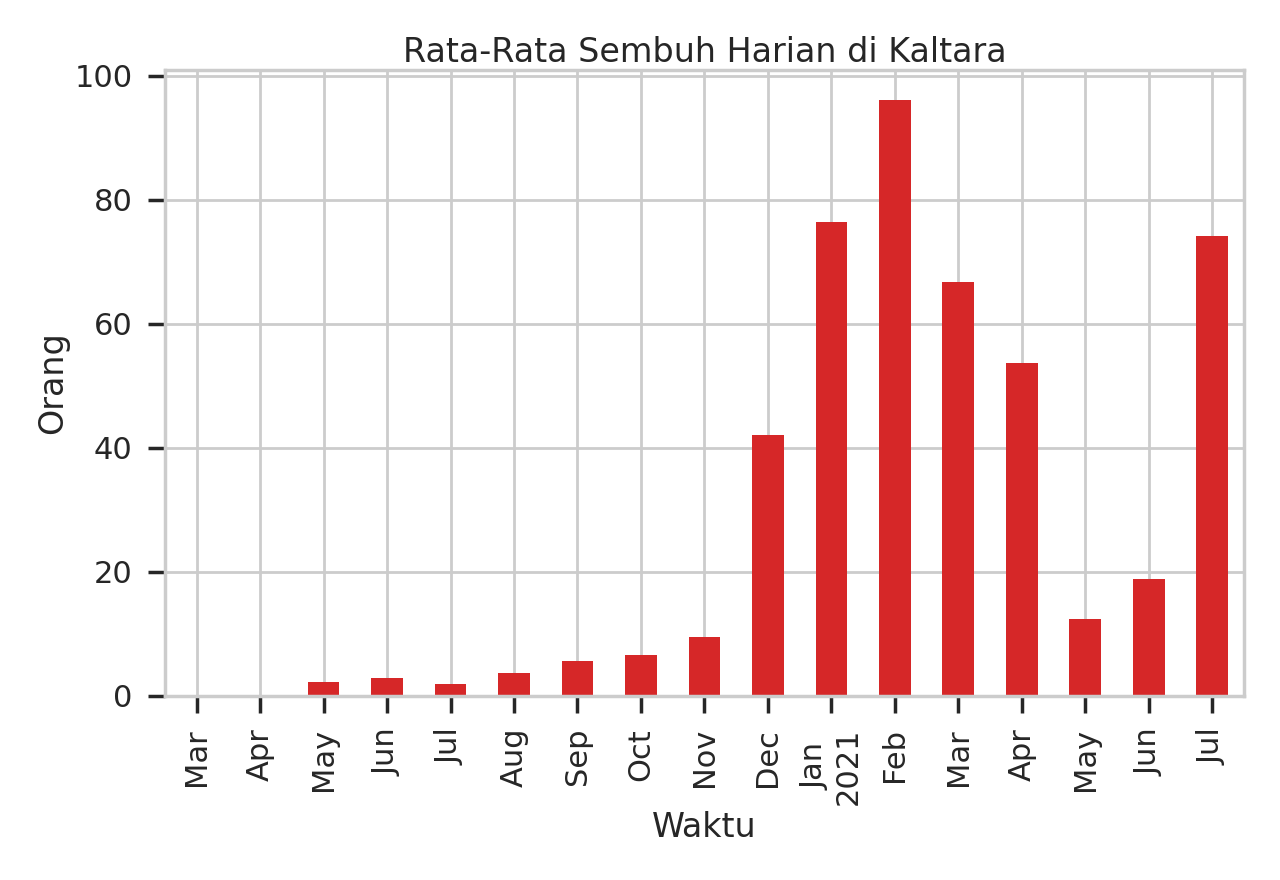 Rata-Rata Sembuh Harian di Kaltara
100
80
60
40
20
0
Orang
Mar
Apr
May
Jun
Jul
Aug
Sep
Oct
Nov
Dec
Jan
2021
Feb
Mar
Apr
May
Jun
Jul
Waktu